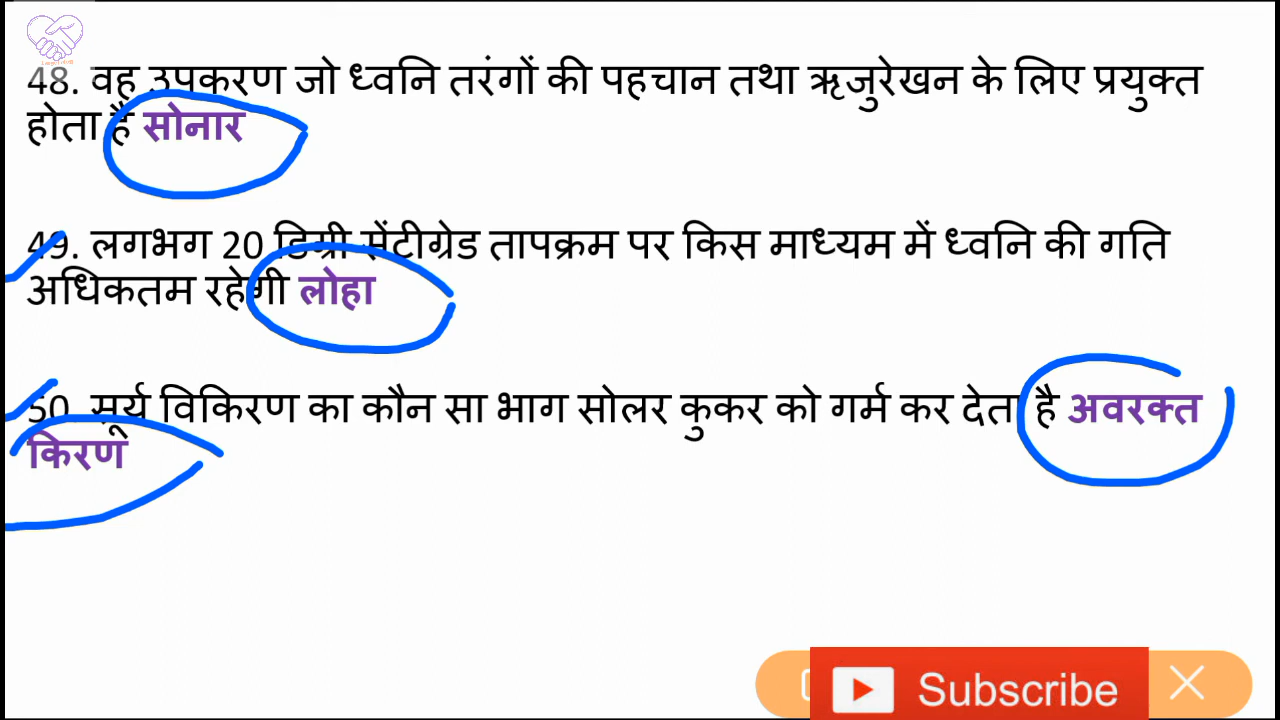 48. वह उपकरण जो ध्वनि तरंगों की पहचान तथा ऋजुरेखन के लिए प्रयुक्त
होता है सोनार
49. लगभग 20 डिग्री सेंटीग्रेड तापक्रम पर किस माध्यम में ध्वनि की गति
अधिकतम रहेगी लोहा
50. सूर्य विकिरण का कौन सा भाग सोलर कुकर को गर्म कर देता है अवरक्त
किरण
Subscribe